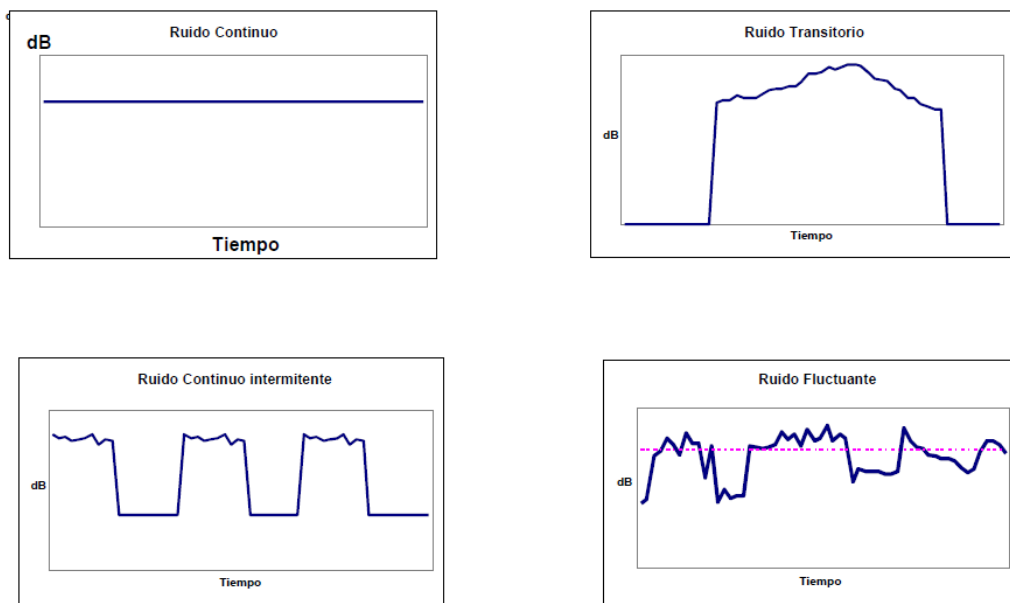 Ruido Continuo
dB
Tiempo
Ruido Transitorio
dB
Tiempo
Ruido Continuo intermitente
dB
Tiempo
Ruido Fluctuante
dB
Tiempo